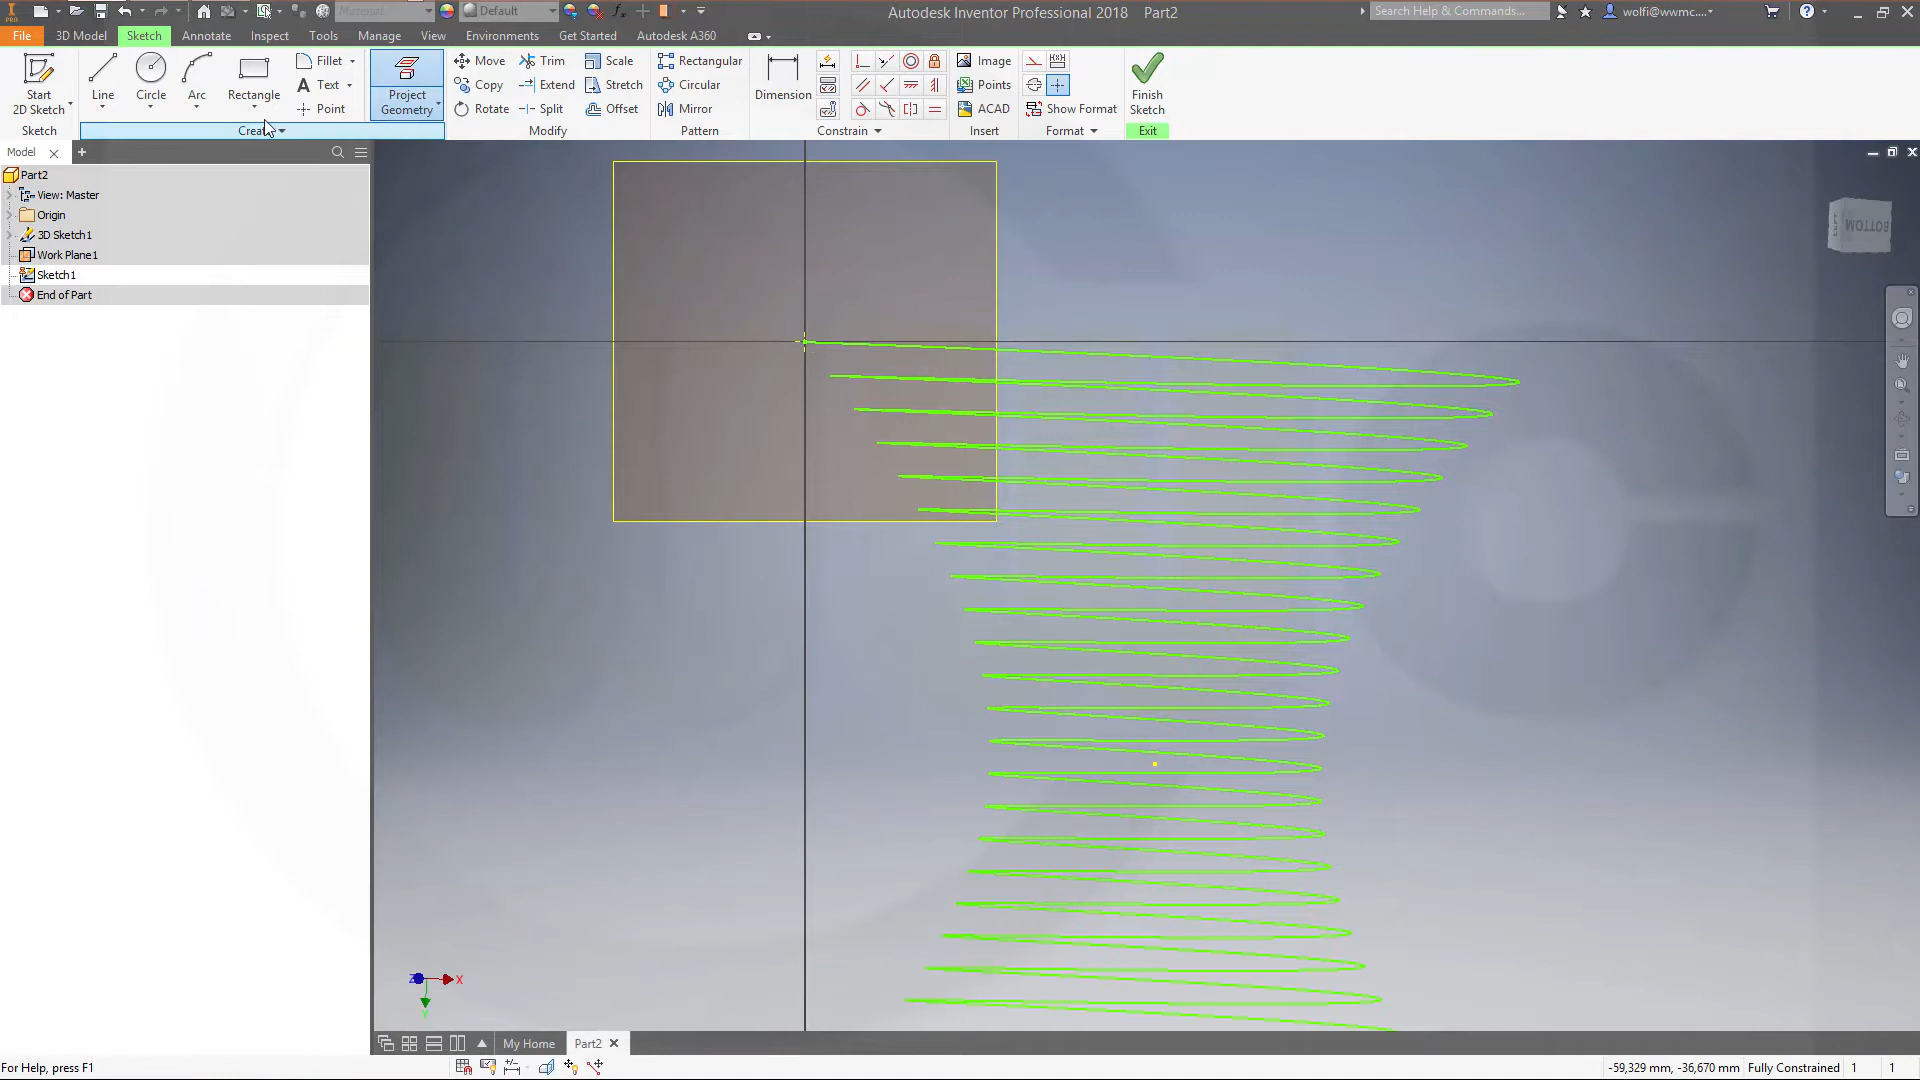 PRO
Material
Default
Autodesk Inventor Professional 2018 Part2
Search Help & Commands...
wolfi@wwmc....
File
3D Model
Sketch
Annotate
Inspect
Tools
Manage
View
Environments
Get Started
Autodesk A360
Start
2D Sketch
Line
Circle
Arc
Rectangle
Fillet
Text
Point
Project
Geometry
Move
Copy
Rotate
Trim
Extend
Split
Scale
Stretch
Offset
Rectangular
Circular
Mirror
Dimension
Image
Points
ACAD
Show Format
Finish
Sketch
Sketch
Create
Modify
Pattern
Constrain
Insert
Format
Exit
Model
Part2
View: Master
Origin
3D Sketch1
Work Plane1
Sketch1
End of Part
LEFT
BOTTOM
Z
X
Y
My Home
Part2
For Help, press F1
-59,329 mm, -36,670 mm Fully Constrained 1 1